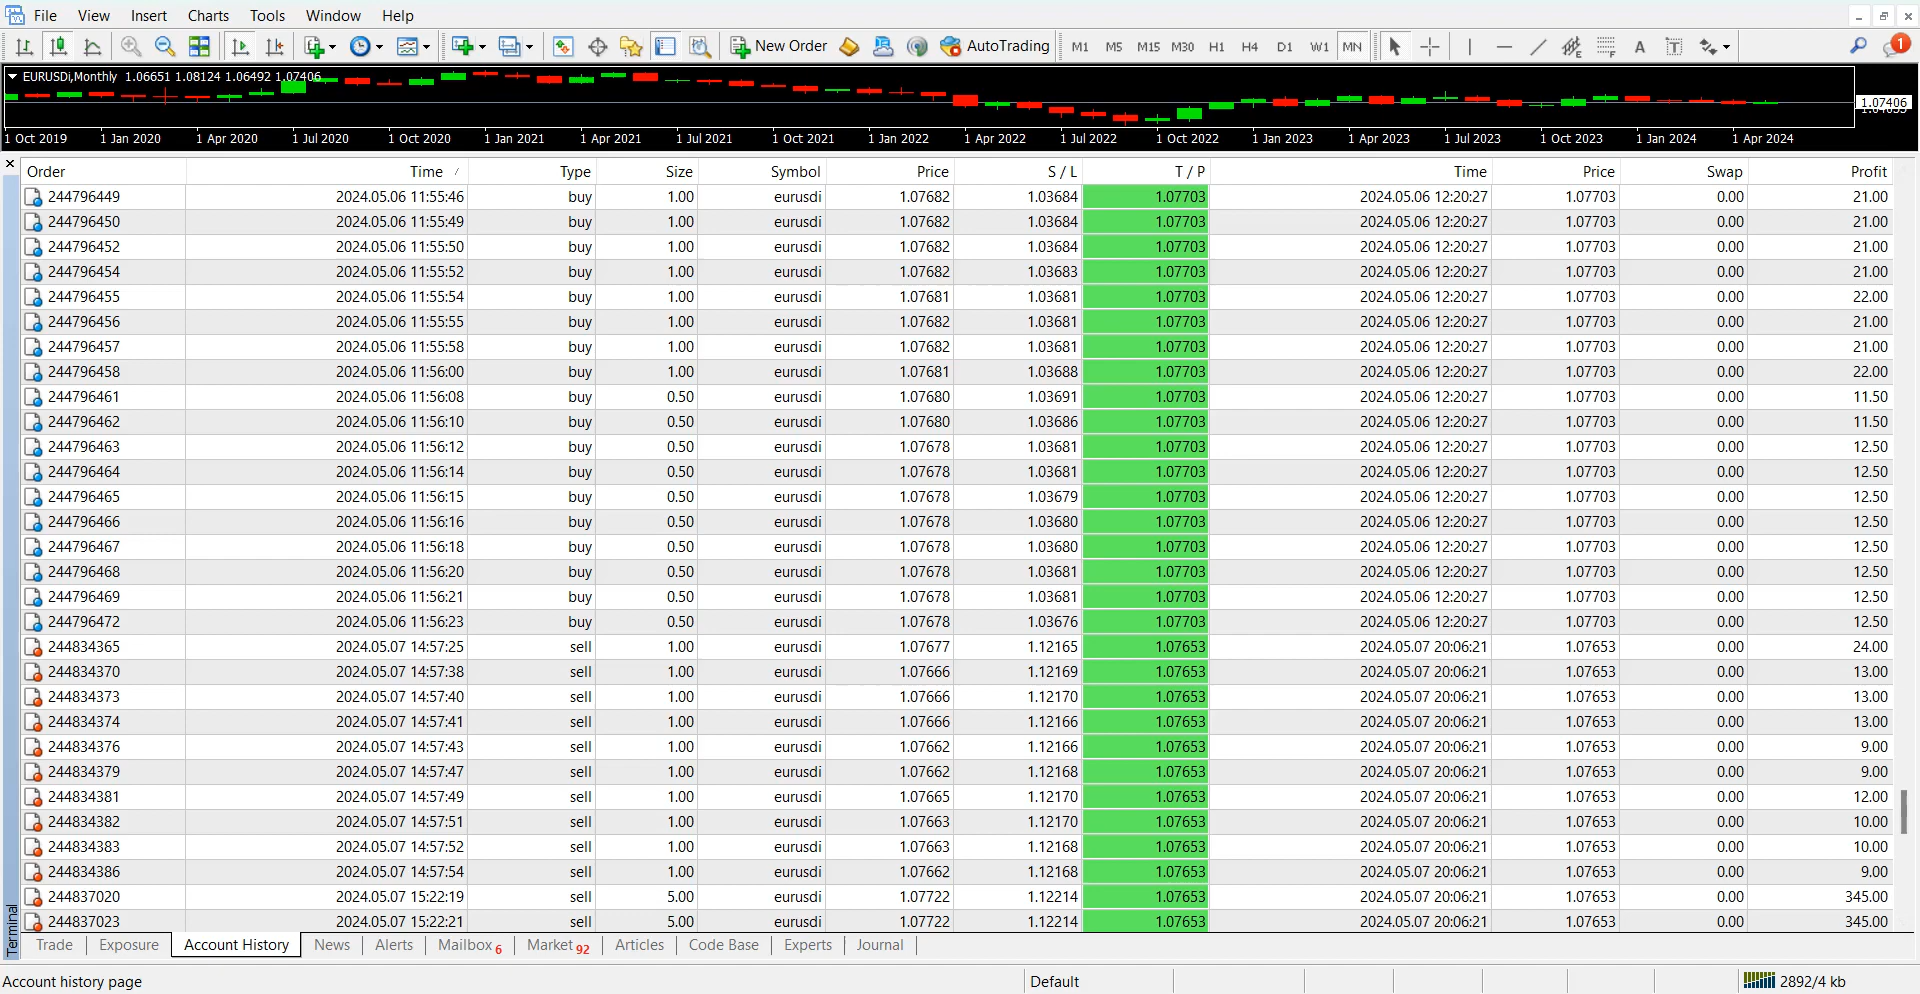 File View Insert Charts Tools Window Help
New Order AutoTrading M1 M5 M15 M30 H1 H4 D1 W1 MN A T 1
EURUSDi,Monthly 1.06651 1.08124 1.06492 1.07406
1.07406
1 Oct 2019 1 Jan 2020 1 Apr 2020 1 Jul 2020 1 Oct 2020 1 Jan 2021 1 Apr 2021 1 Jul 2021 1 Oct 2021 1 Jan 2022 1 Apr 2022 1 Jul 2022 1 Oct 2022 1 Jan 2023 1 Apr 2023 1 Jul 2023 1 Oct 2023 1 Jan 2024 1 Apr 2024
Order Time / Type Size Symbol Price S / L T / P Time Price Swap Profit
244796449 2024.05.06 11:55:46 buy 1.00 eurusdi 1.07682 1.03684 1.07703 2024.05.06 12:20:27 1.07703 0.00 21.00
244796450 2024.05.06 11:55:49 buy 1.00 eurusdi 1.07682 1.03684 1.07703 2024.05.06 12:20:27 1.07703 0.00 21.00
244796452 2024.05.06 11:55:50 buy 1.00 eurusdi 1.07682 1.03684 1.07703 2024.05.06 12:20:27 1.07703 0.00 21.00
244796454 2024.05.06 11:55:52 buy 1.00 eurusdi 1.07682 1.03683 1.07703 2024.05.06 12:20:27 1.07703 0.00 21.00
244796455 2024.05.06 11:55:54 buy 1.00 eurusdi 1.07681 1.03681 1.07703 2024.05.06 12:20:27 1.07703 0.00 22.00
244796456 2024.05.06 11:55:55 buy 1.00 eurusdi 1.07682 1.03681 1.07703 2024.05.06 12:20:27 1.07703 0.00 21.00
244796457 2024.05.06 11:55:58 buy 1.00 eurusdi 1.07682 1.03681 1.07703 2024.05.06 12:20:27 1.07703 0.00 21.00
244796458 2024.05.06 11:56:00 buy 1.00 eurusdi 1.07681 1.03688 1.07703 2024.05.06 12:20:27 1.07703 0.00 22.00
244796461 2024.05.06 11:56:08 buy 0.50 eurusdi 1.07680 1.03691 1.07703 2024.05.06 12:20:27 1.07703 0.00 11.50
244796462 2024.05.06 11:56:10 buy 0.50 eurusdi 1.07680 1.03686 1.07703 2024.05.06 12:20:27 1.07703 0.00 11.50
244796463 2024.05.06 11:56:12 buy 0.50 eurusdi 1.07678 1.03681 1.07703 2024.05.06 12:20:27 1.07703 0.00 12.50
244796464 2024.05.06 11:56:14 buy 0.50 eurusdi 1.07678 1.03681 1.07703 2024.05.06 12:20:27 1.07703 0.00 12.50
244796465 2024.05.06 11:56:15 buy 0.50 eurusdi 1.07678 1.03679 1.07703 2024.05.06 12:20:27 1.07703 0.00 12.50
244796466 2024.05.06 11:56:16 buy 0.50 eurusdi 1.07678 1.03680 1.07703 2024.05.06 12:20:27 1.07703 0.00 12.50
244796467 2024.05.06 11:56:18 buy 0.50 eurusdi 1.07678 1.03680 1.07703 2024.05.06 12:20:27 1.07703 0.00 12.50
244796468 2024.05.06 11:56:20 buy 0.50 eurusdi 1.07678 1.03681 1.07703 2024.05.06 12:20:27 1.07703 0.00 12.50
244796469 2024.05.06 11:56:21 buy 0.50 eurusdi 1.07678 1.03681 1.07703 2024.05.06 12:20:27 1.07703 0.00 12.50
244796472 2024.05.06 11:56:23 buy 0.50 eurusdi 1.07678 1.03676 1.07703 2024.05.06 12:20:27 1.07703 0.00 12.50
244834365 2024.05.07 14:57:25 sell 1.00 eurusdi 1.07677 1.12165 1.07653 2024.05.07 20:06:21 1.07653 0.00 24.00
244834370 2024.05.07 14:57:38 sell 1.00 eurusdi 1.07666 1.12169 1.07653 2024.05.07 20:06:21 1.07653 0.00 13.00
244834373 2024.05.07 14:57:40 sell 1.00 eurusdi 1.07666 1.12170 1.07653 2024.05.07 20:06:21 1.07653 0.00 13.00
244834374 2024.05.07 14:57:41 sell 1.00 eurusdi 1.07666 1.12166 1.07653 2024.05.07 20:06:21 1.07653 0.00 13.00
244834376 2024.05.07 14:57:43 sell 1.00 eurusdi 1.07662 1.12166 1.07653 2024.05.07 20:06:21 1.07653 0.00 9.00
244834379 2024.05.07 14:57:47 sell 1.00 eurusdi 1.07662 1.12168 1.07653 2024.05.07 20:06:21 1.07653 0.00 9.00
244834381 2024.05.07 14:57:49 sell 1.00 eurusdi 1.07665 1.12170 1.07653 2024.05.07 20:06:21 1.07653 0.00 12.00
244834382 2024.05.07 14:57:51 sell 1.00 eurusdi 1.07663 1.12170 1.07653 2024.05.07 20:06:21 1.07653 0.00 10.00
244834383 2024.05.07 14:57:52 sell 1.00 eurusdi 1.07663 1.12168 1.07653 2024.05.07 20:06:21 1.07653 0.00 10.00
244834386 2024.05.07 14:57:54 sell 1.00 eurusdi 1.07662 1.12168 1.07653 2024.05.07 20:06:21 1.07653 0.00 9.00
244837020 2024.05.07 15:22:19 sell 5.00 eurusdi 1.07722 1.12214 1.07653 2024.05.07 20:06:21 1.07653 0.00 345.00
244837023 2024.05.07 15:22:21 sell 5.00 eurusdi 1.07722 1.12214 1.07653 2024.05.07 20:06:21 1.07653 0.00 345.00
Terminal
Trade Exposure Account History News Alerts Mailbox 6 Market 92 Articles Code Base Experts Journal
Account history page Default 2892/4 kb